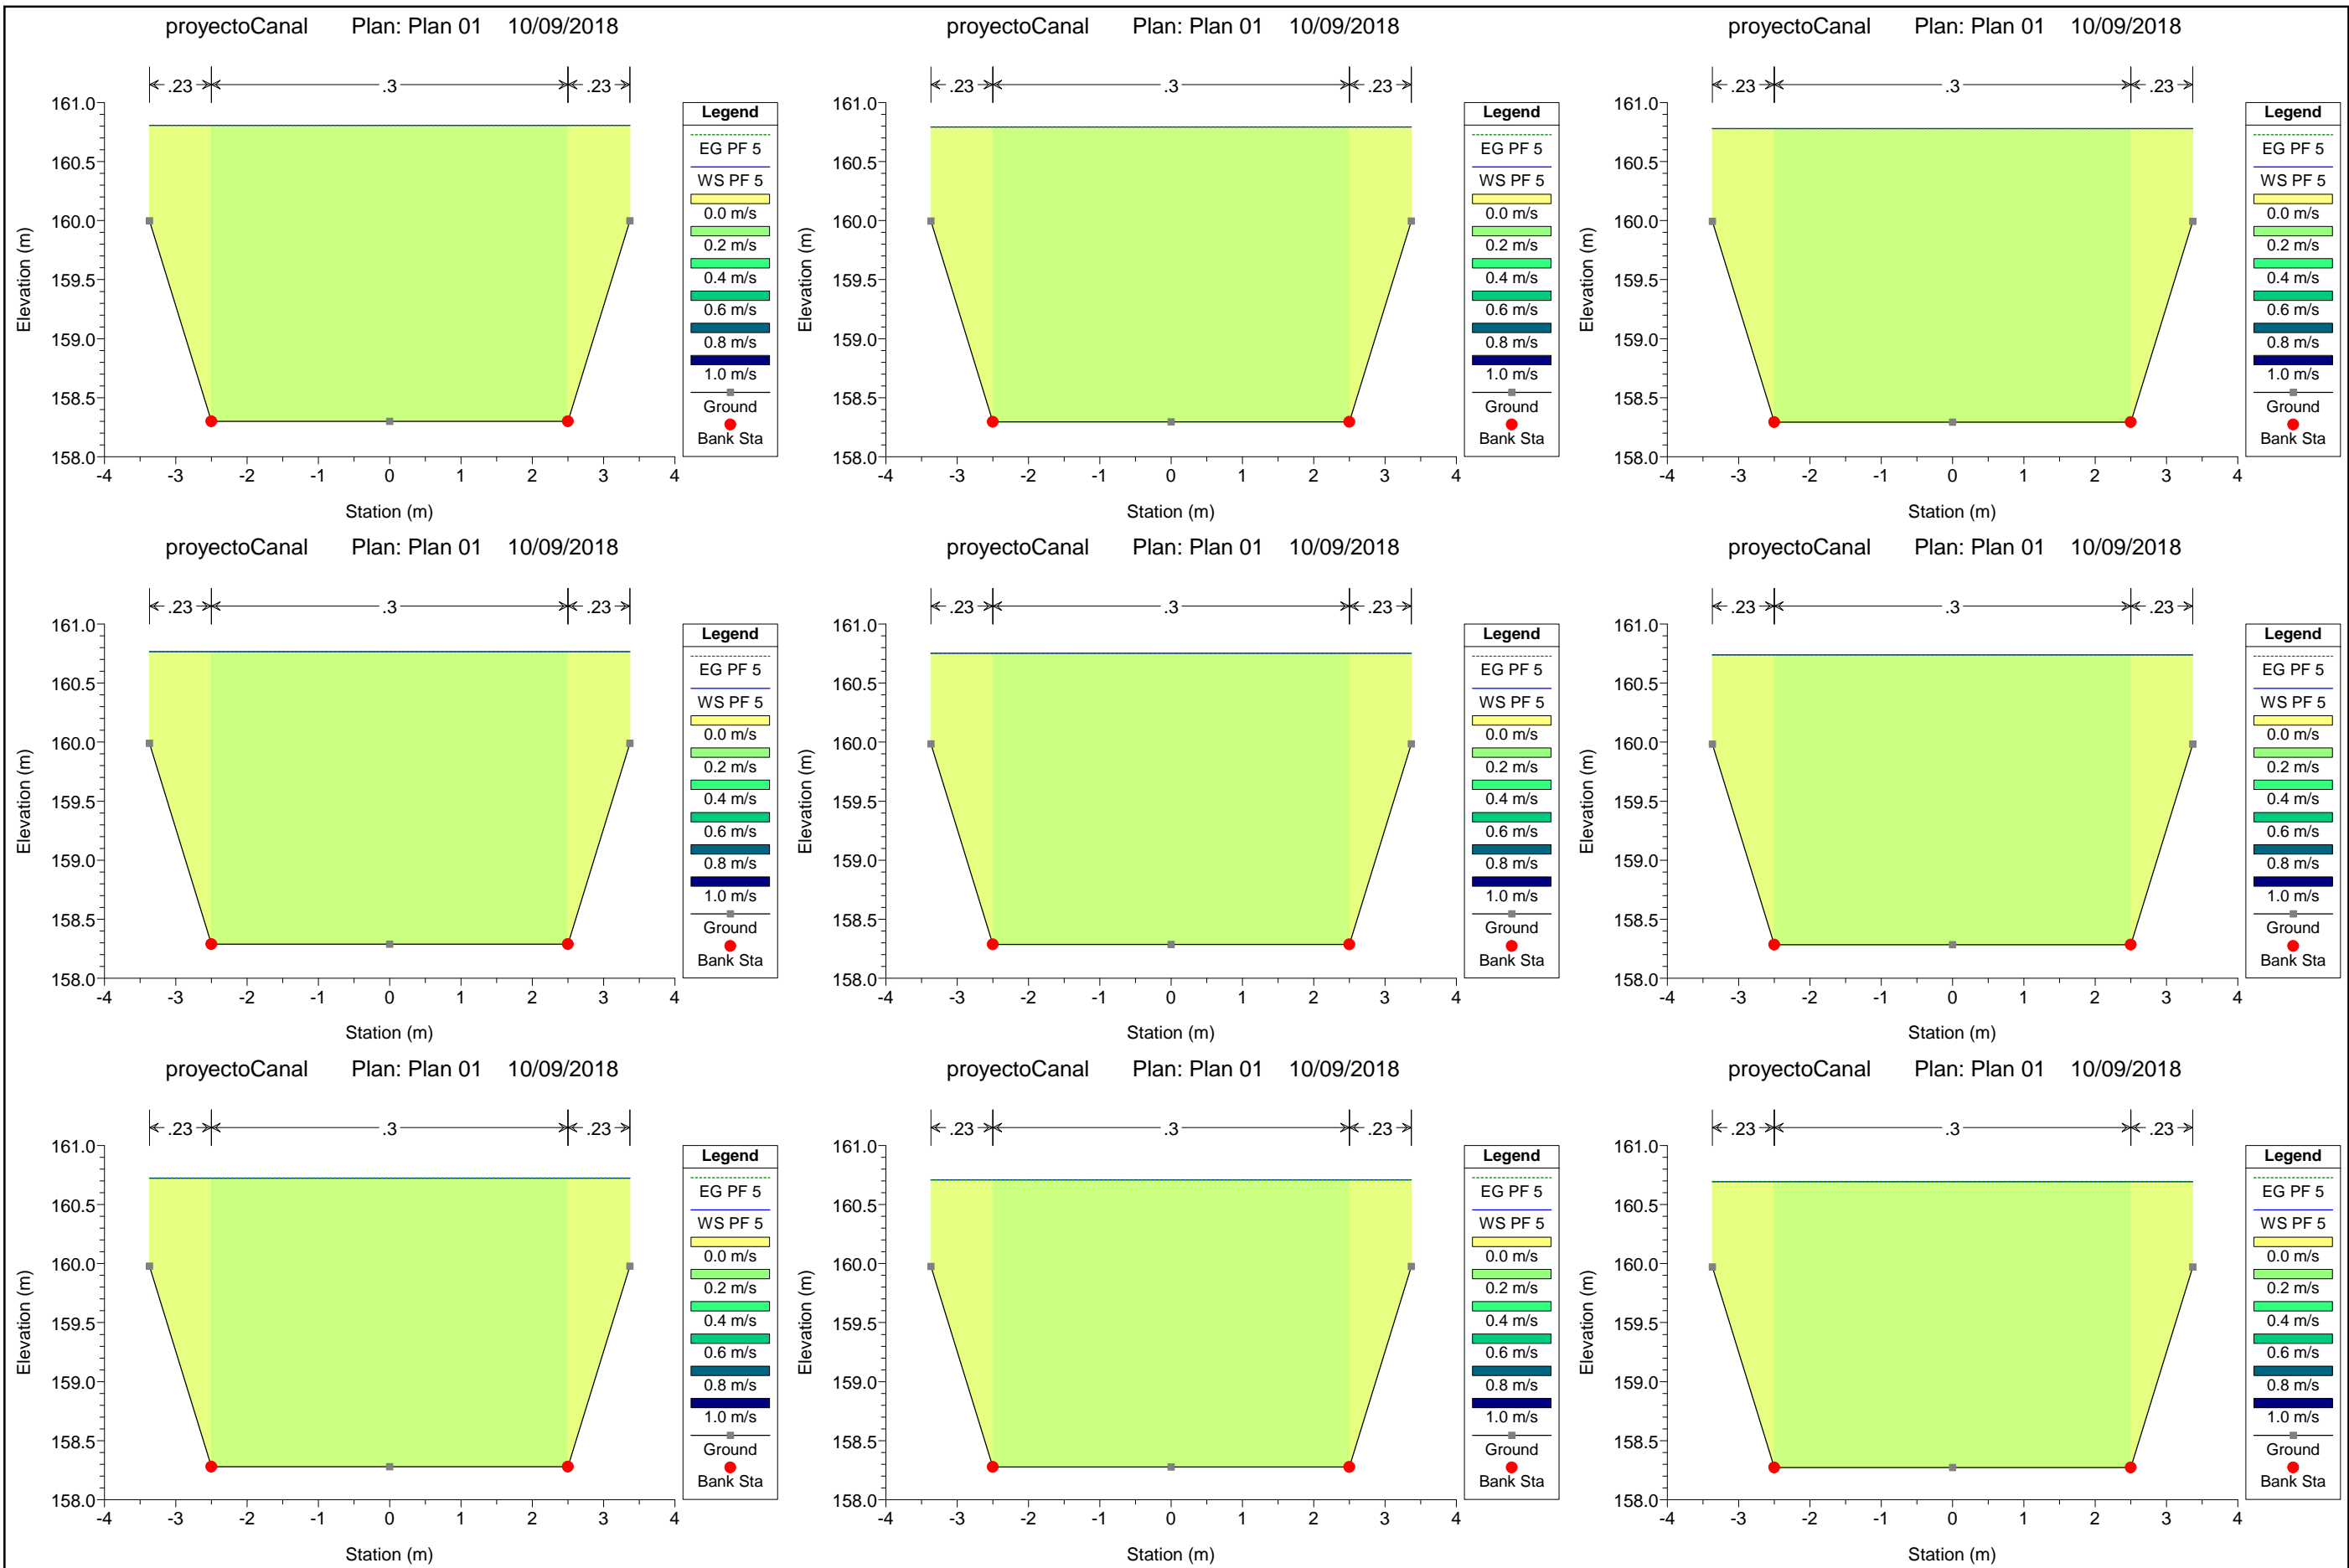 proyectoCanal Plan: Plan 01 10/09/2018
.23 .3 .23
Elevation (m)
161.0
160.5
160.0
159.5
159.0
158.5
158.0
-4 -3 -2 -1 0 1 2 3 4
Station (m)
Legend
EG PF 5
WS PF 5
0.0 m/s
0.2 m/s
0.4 m/s
0.6 m/s
0.8 m/s
1.0 m/s
Ground
Bank Sta
proyectoCanal Plan: Plan 01 10/09/2018
.23 .3 .23
Elevation (m)
161.0
160.5
160.0
159.5
159.0
158.5
158.0
-4 -3 -2 -1 0 1 2 3 4
Station (m)
Legend
EG PF 5
WS PF 5
0.0 m/s
0.2 m/s
0.4 m/s
0.6 m/s
0.8 m/s
1.0 m/s
Ground
Bank Sta
proyectoCanal Plan: Plan 01 10/09/2018
.23 .3 .23
Elevation (m)
161.0
160.5
160.0
159.5
159.0
158.5
158.0
-4 -3 -2 -1 0 1 2 3 4
Station (m)
Legend
EG PF 5
WS PF 5
0.0 m/s
0.2 m/s
0.4 m/s
0.6 m/s
0.8 m/s
1.0 m/s
Ground
Bank Sta
proyectoCanal Plan: Plan 01 10/09/2018
.23 .3 .23
Elevation (m)
161.0
160.5
160.0
159.5
159.0
158.5
158.0
-4 -3 -2 -1 0 1 2 3 4
Station (m)
Legend
EG PF 5
WS PF 5
0.0 m/s
0.2 m/s
0.4 m/s
0.6 m/s
0.8 m/s
1.0 m/s
Ground
Bank Sta
proyectoCanal Plan: Plan 01 10/09/2018
.23 .3 .23
Elevation (m)
161.0
160.5
160.0
159.5
159.0
158.5
158.0
-4 -3 -2 -1 0 1 2 3 4
Station (m)
Legend
EG PF 5
WS PF 5
0.0 m/s
0.2 m/s
0.4 m/s
0.6 m/s
0.8 m/s
1.0 m/s
Ground
Bank Sta
proyectoCanal Plan: Plan 01 10/09/2018
.23 .3 .23
Elevation (m)
161.0
160.5
160.0
159.5
159.0
158.5
158.0
-4 -3 -2 -1 0 1 2 3 4
Station (m)
Legend
EG PF 5
WS PF 5
0.0 m/s
0.2 m/s
0.4 m/s
0.6 m/s
0.8 m/s
1.0 m/s
Ground
Bank Sta
proyectoCanal Plan: Plan 01 10/09/2018
.23 .3 .23
Elevation (m)
161.0
160.5
160.0
159.5
159.0
158.5
158.0
-4 -3 -2 -1 0 1 2 3 4
Station (m)
Legend
EG PF 5
WS PF 5
0.0 m/s
0.2 m/s
0.4 m/s
0.6 m/s
0.8 m/s
1.0 m/s
Ground
Bank Sta
proyectoCanal Plan: Plan 01 10/09/2018
.23 .3 .23
Elevation (m)
161.0
160.5
160.0
159.5
159.0
158.5
158.0
-4 -3 -2 -1 0 1 2 3 4
Station (m)
Legend
EG PF 5
WS PF 5
0.0 m/s
0.2 m/s
0.4 m/s
0.6 m/s
0.8 m/s
1.0 m/s
Ground
Bank Sta
proyectoCanal Plan: Plan 01 10/09/2018
.23 .3 .23
Elevation (m)
161.0
160.5
160.0
159.5
159.0
158.5
158.0
-4 -3 -2 -1 0 1 2 3 4
Station (m)
Legend
EG PF 5
WS PF 5
0.0 m/s
0.2 m/s
0.4 m/s
0.6 m/s
0.8 m/s
1.0 m/s
Ground
Bank Sta